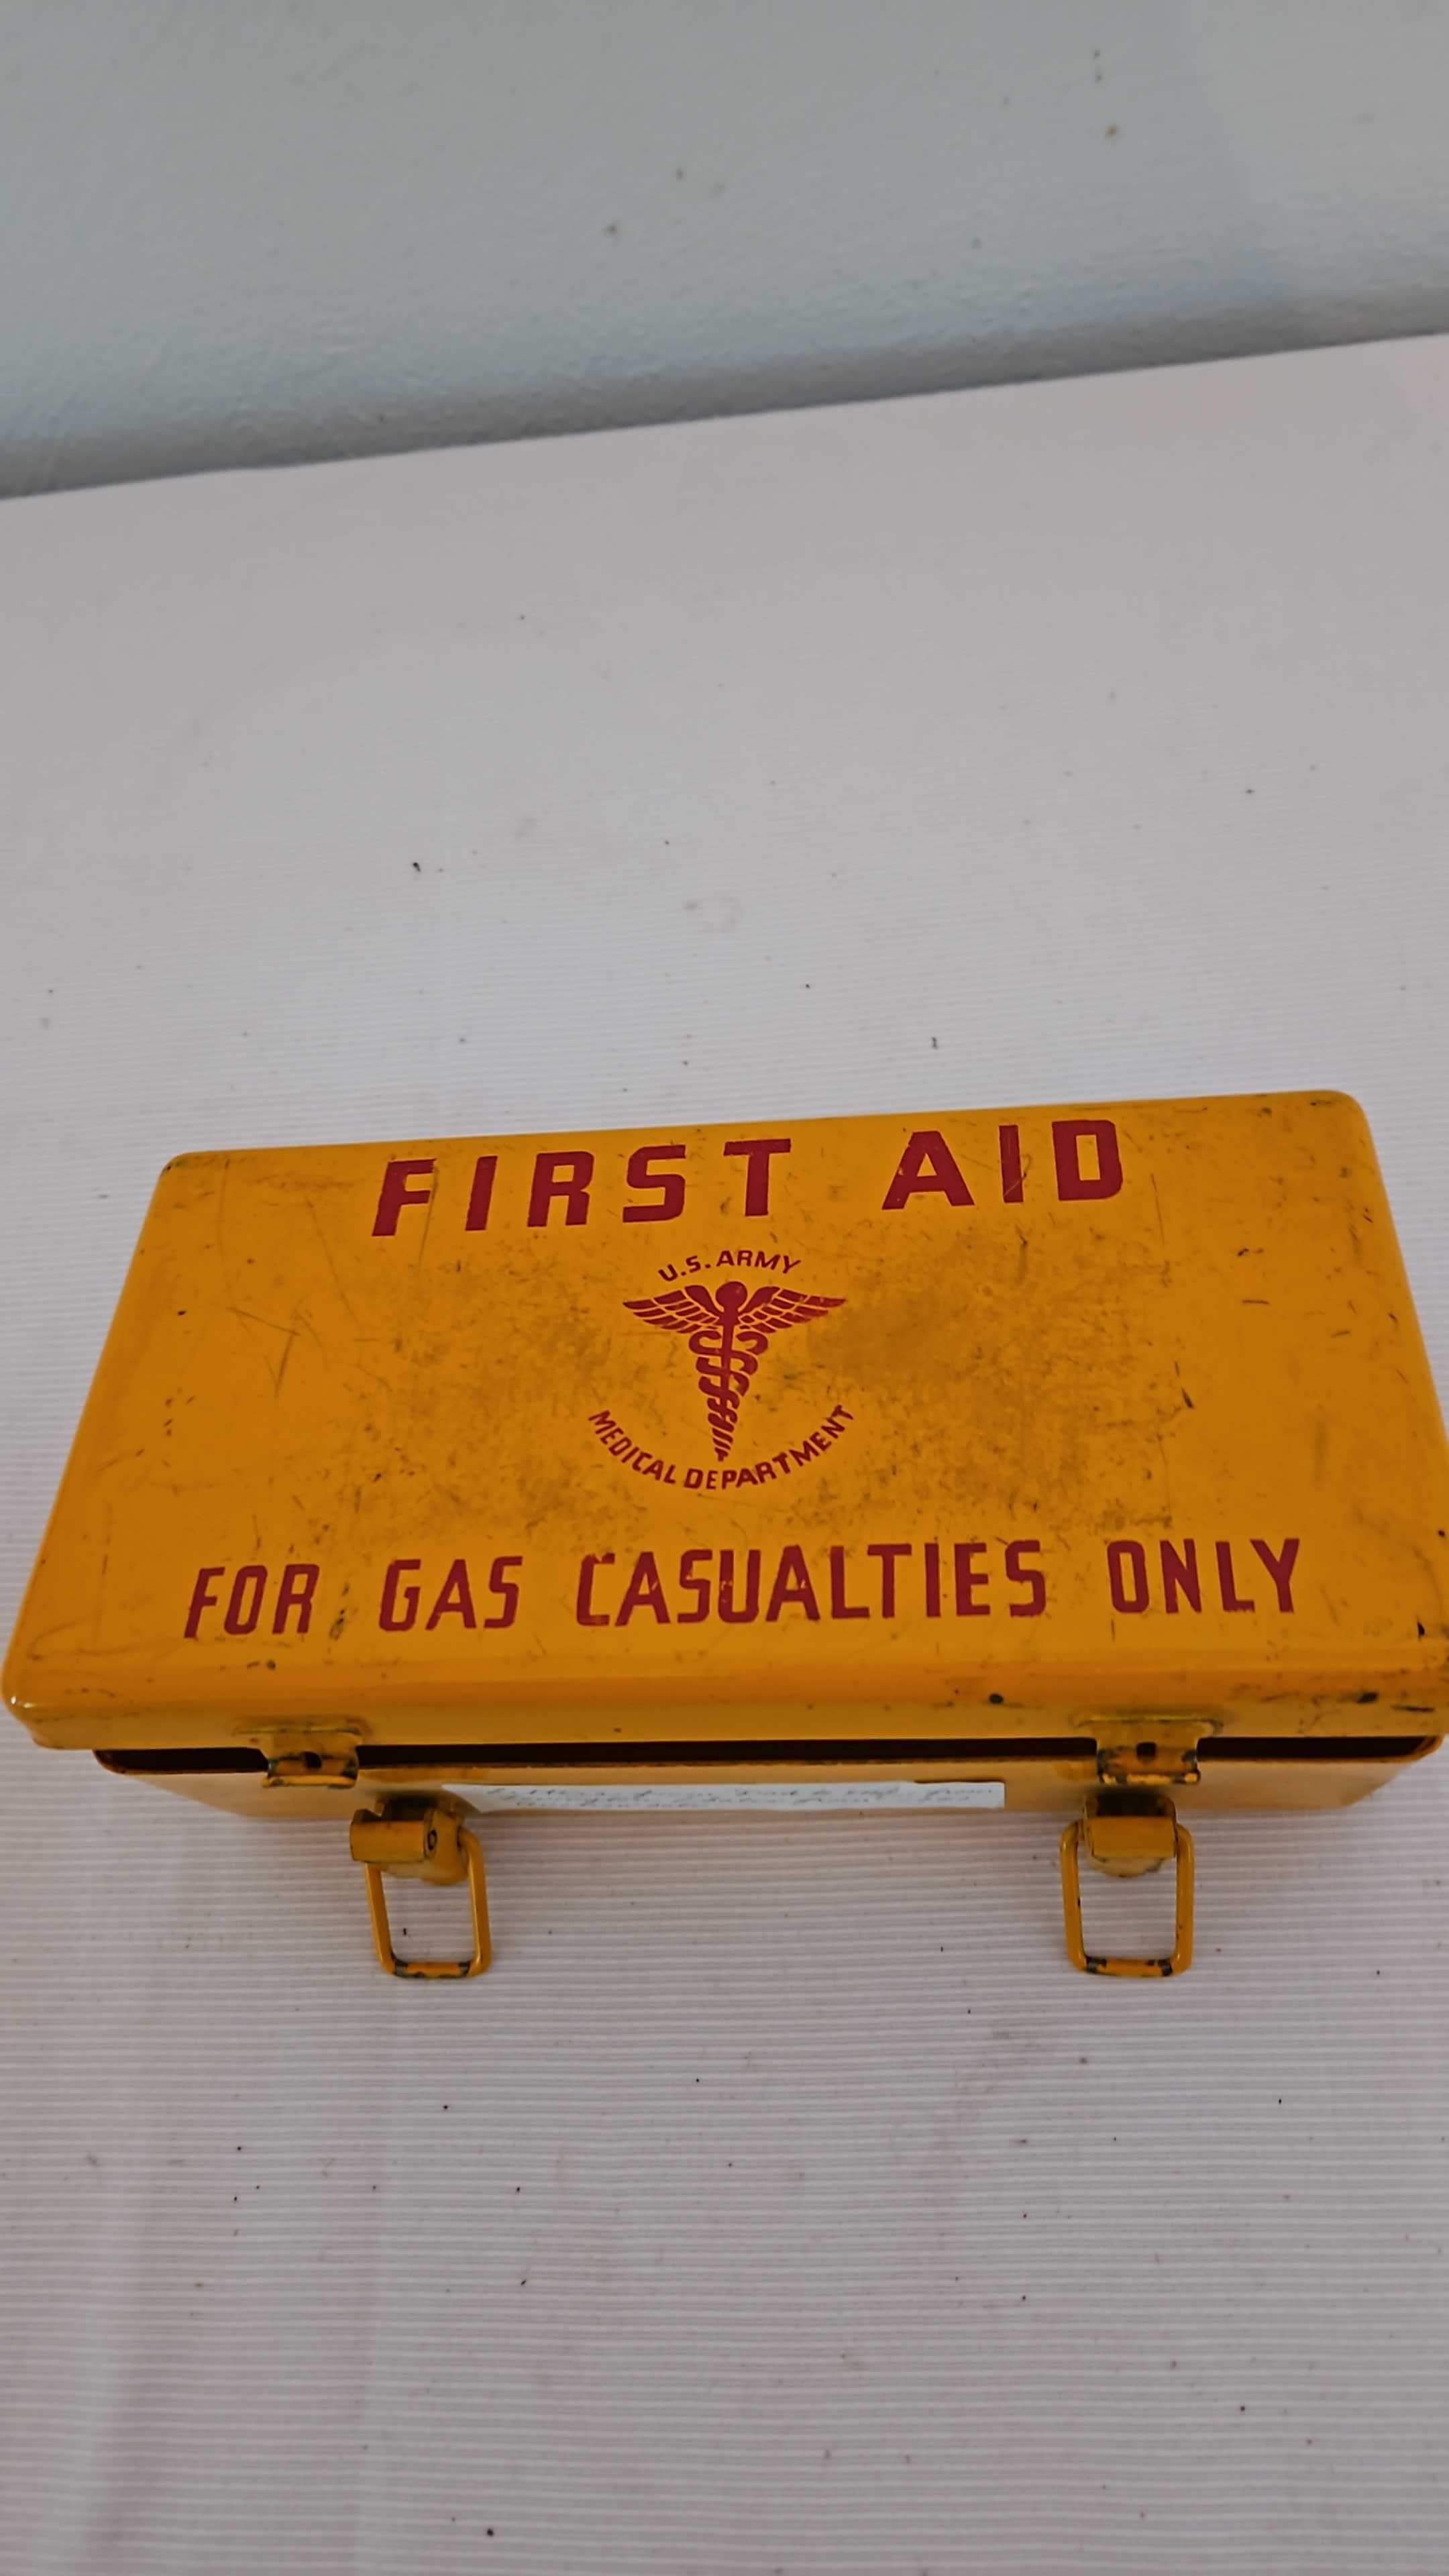 FIRST AID
U.S. ARMY
MEDICAL DEPARTMENT
FOR GAS CASUALTIES ONLY